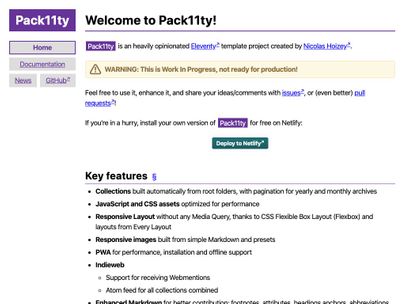 Pack11ty
Home
Documentation
News
GitHub↗
Welcome to Pack11ty!
Pack11ty is an heavily opinionated Eleventy↗ template project created by Nicolas Hoizey↗.
WARNING: This is Work In Progress, not ready for production!
Feel free to use it, enhance it, and share your ideas/comments with issues↗, or (even better) pull
requests↗!
If you're in a hurry, install your own version of Pack11ty for free on Netlify:
Deploy to Netlify↗
Key features §
• Collections built automatically from root folders, with pagination for yearly and monthly archives
• JavaScript and CSS assets optimized for performance
• Responsive Layout without any Media Query, thanks to CSS Flexible Box Layout (Flexbox) and
layouts from Every Layout
• Responsive images built from simple Markdown and presets
• PWA for performance, installation and offline support
• Indieweb
◦ Support for receiving Webmentions
◦ Atom feed for all collections combined
• Enhanced Markdown for better contribution: footnotes, attributes, headings anchors, abbreviations